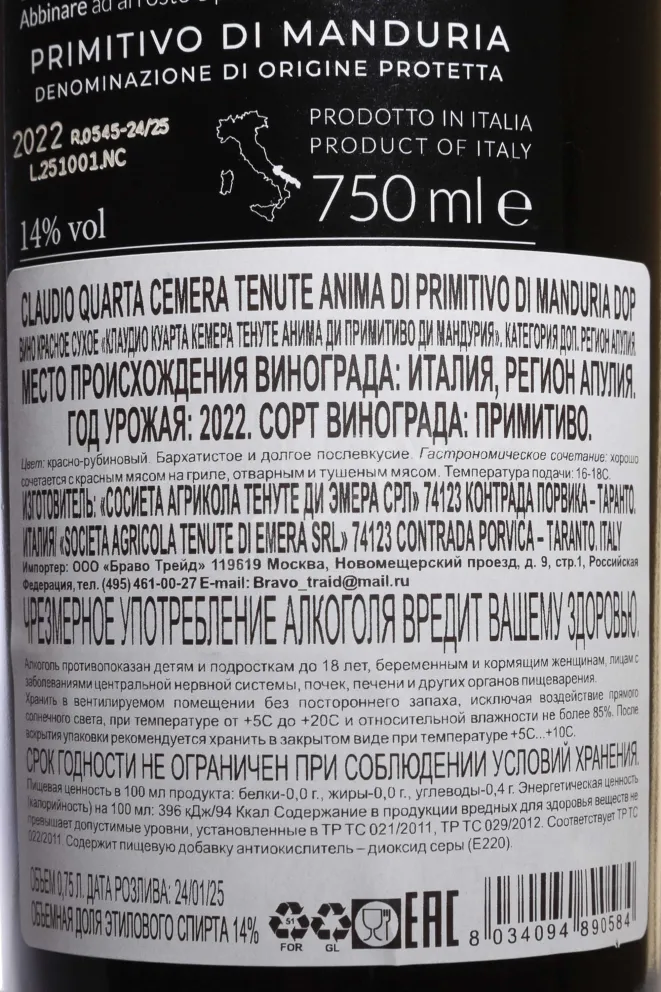 Abbinare ad arrosto
PRIMITIVO DI MANDURIA
DENOMINAZIONE DI ORIGINE PROTETTA
2022 R.0545-24/25
L.251001.NC
PRODOTTO IN ITALIA
PRODUCT OF ITALY
14% vol
750 ml e
CLAUDIO QUARTA CEMERA TENUTE ANIMA DI PRIMITIVO DI MANDURIA DOP
ВИНО КРАСНОЕ СУХОЕ «КЛАУДИО КУАРТА КЕМЕРА ТЕНУТЕ АНИМА ДИ ПРИМИТИВО ДИ МАНДУРИЯ», КАТЕГОРИЯ ДОП. РЕГИОН АПУЛИЯ.
МЕСТО ПРОИСХОЖДЕНИЯ ВИНОГРАДА: ИТАЛИЯ, РЕГИОН АПУЛИЯ.
ГОД УРОЖАЯ: 2022. СОРТ ВИНОГРАДА: ПРИМИТИВО.
Цвет: красно-рубиновый. Бархатистое и долгое послевкусие. Гастрономическое сочетание: хорошо
сочетается с красным мясом на гриле, отварным и тушеным мясом. Температура подачи: 16-18С.
ИЗГОТОВИТЕЛЬ: «СОСИЕТА АГРИКОЛА ТЕНУТЕ ДИ ЭМЕРА СРЛ» 74123 КОНТРАДА ПОРВИКА – ТАРАНТО.
ИТАЛИЯ/ «SOCIETA AGRICOLA TENUTE DI EMERA SRL» 74123 CONTRADA PORVICA – TARANTO. ITALY
Импортер: ООО «Браво Трейд» 119619 Москва, Новомещерский проезд, д. 9, стр.1, Российская
Федерация, тел. (495) 461-00-27 E-mail: Bravo_traid@mail.ru
ЧРЕЗМЕРНОЕ УПОТРЕБЛЕНИЕ АЛКОГОЛЯ ВРЕДИТ ВАШЕМУ ЗДОРОВЬЮ.
Алкоголь противопоказан детям и подросткам до 18 лет, беременным и кормящим женщинам, лицам с
заболеваниями центральной нервной системы, почек, печени и других органов пищеварения.
Хранить в вентилируемом помещении без постороннего запаха, исключая воздействие прямого
солнечного света, при температуре от +5С до +20С и относительной влажности не более 85%. После
вскрытия упаковки рекомендуется хранить в закрытом виде при температуре +5С...+10С.
СРОК ГОДНОСТИ НЕ ОГРАНИЧЕН ПРИ СОБЛЮДЕНИИ УСЛОВИЙ ХРАНЕНИЯ.
Пищевая ценность в 100 мл продукта: белки-0,0 г., жиры-0,0 г., углеводы-0,4 г. Энергетическая ценность
(калорийность) на 100 мл: 396 кДж/94 Ккал Содержание в продукции вредных для здоровья веществ не
превышает допустимые уровни, установленные в ТР ТС 021/2011, ТР ТС 029/2012. Соответствует ТР ТС
022/2011 Содержит пищевую добавку антиокислитель – диоксид серы (Е220).
ОБЪЕМ 0,75 Л. ДАТА РОЗЛИВА: 24/01/25
ОБЪЕМНАЯ ДОЛЯ ЭТИЛОВОГО СПИРТА 14%
51
FOR
GL
EAC
8 034094 890584